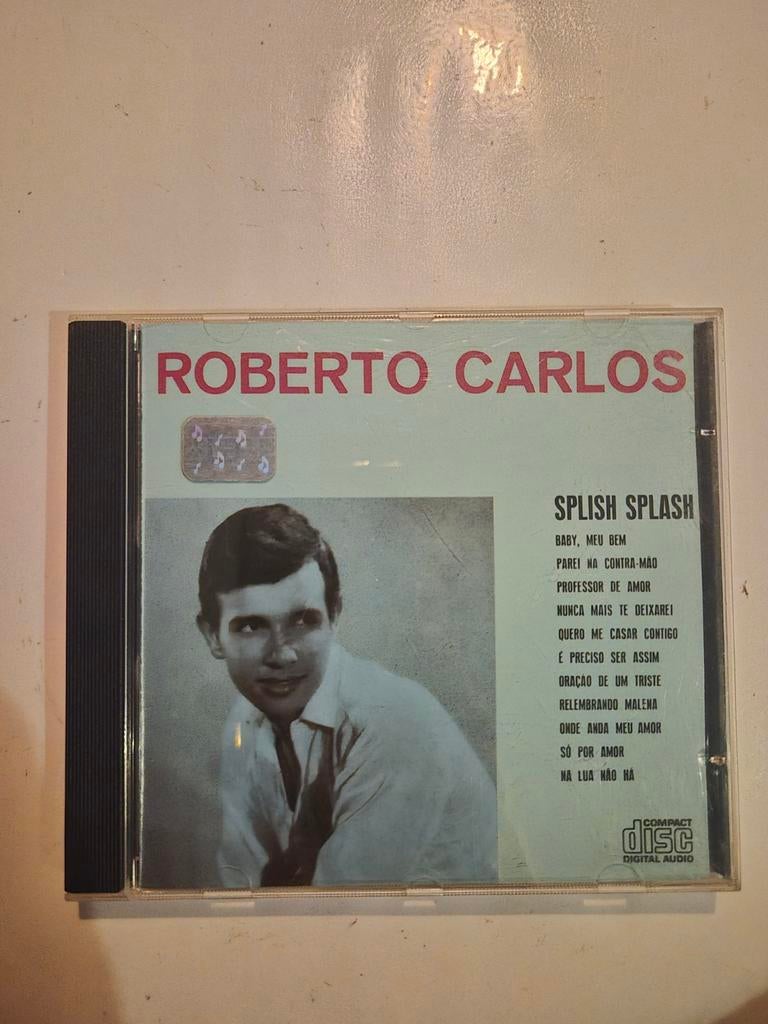 ROBERTO CARLOS
SPLISH SPLASH
BABY, MEU BEM
PAREI NA CONTRA-MÃO
PROFESSOR DE AMOR
NUNCA MAIS TE DEIXAREI
QUERO ME CASAR CONTIGO
É PRECISO SER ASSIM
ORAÇÃO DE UM TRISTE
RELEMBRANDO MALENA
ONDE ANDA MEU AMOR
SÓ POR AMOR
NA LUA NÃO HÁ
COMPACT
disc
DIGITAL AUDIO